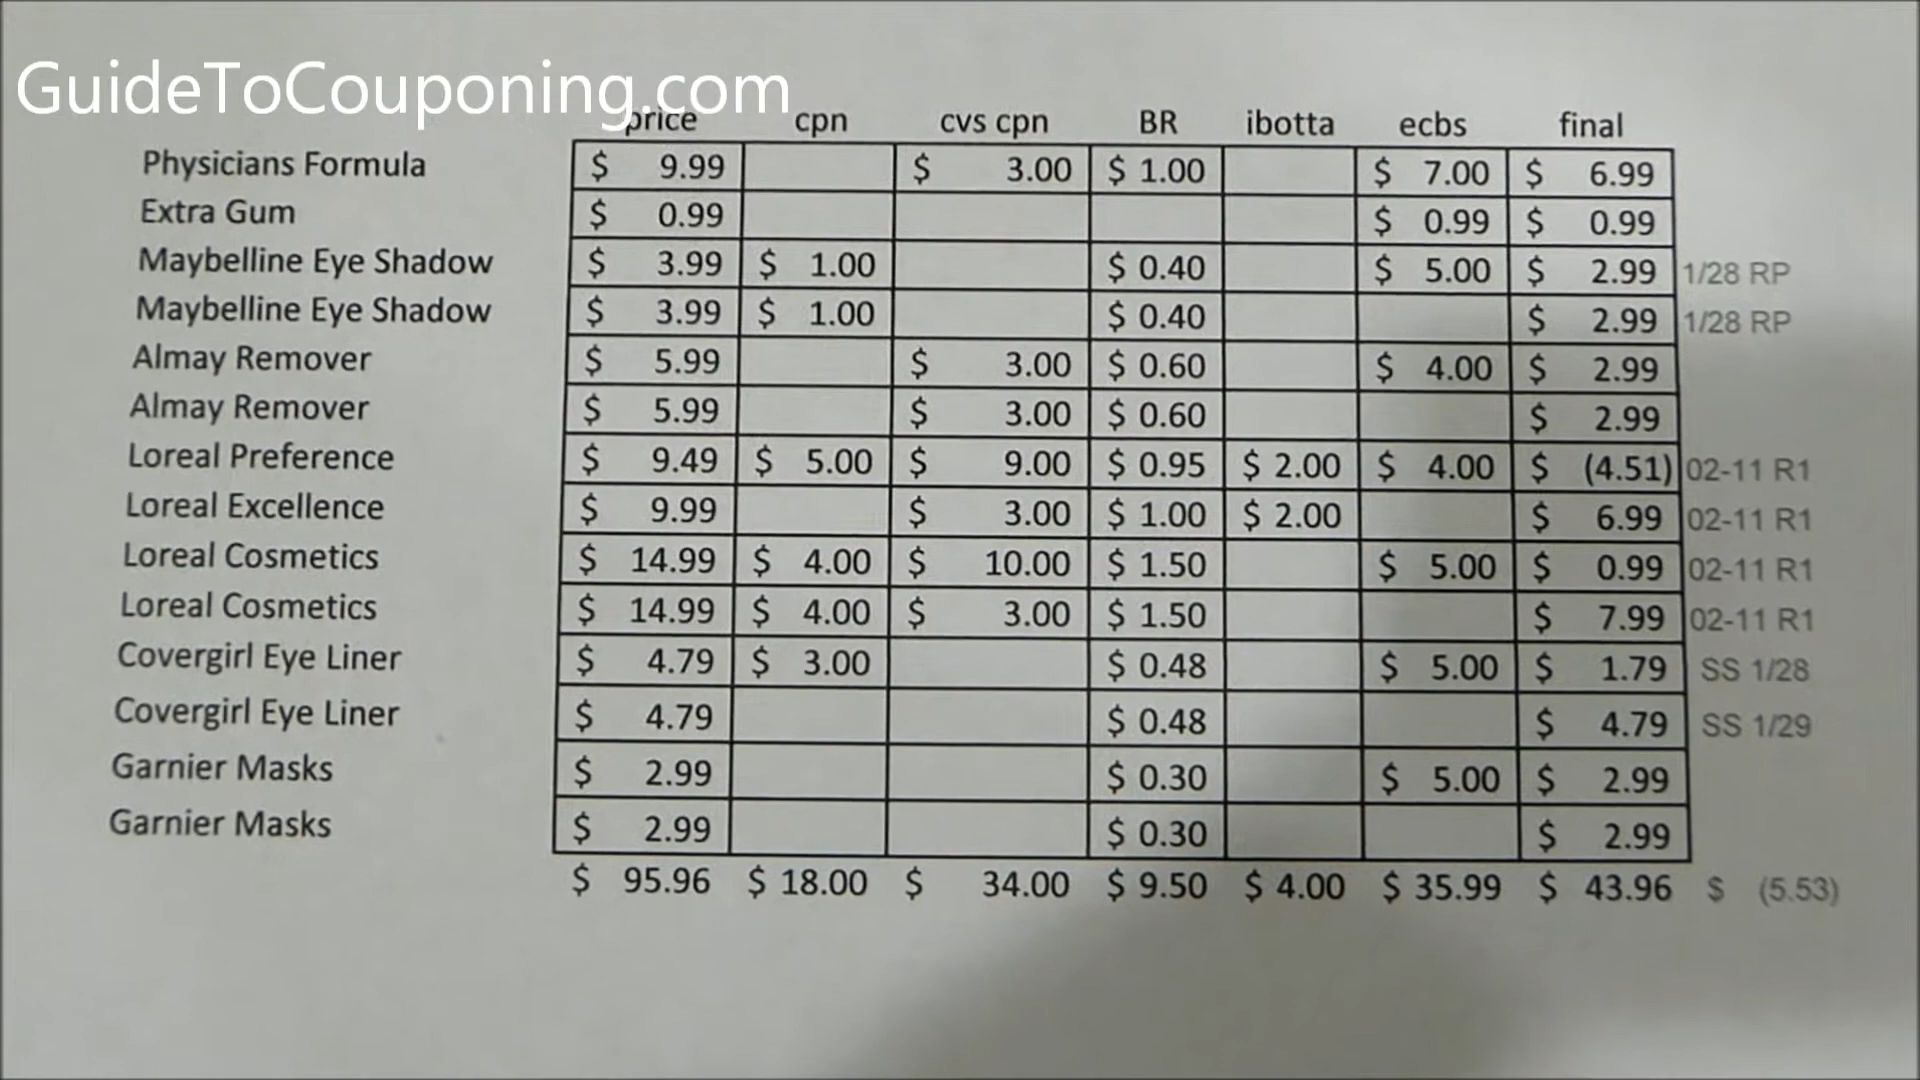 GuideToCouponing.com
price cpn cvs cpn BR ibotta ecbs final
Physicians Formula $ 9.99 $ 3.00 $ 1.00 $ 7.00 $ 6.99
Extra Gum $ 0.99 $ 0.99 $ 0.99
Maybelline Eye Shadow $ 3.99 $ 1.00 $ 0.40 $ 5.00 $ 2.99 1/28 RP
Maybelline Eye Shadow $ 3.99 $ 1.00 $ 0.40 $ 2.99 1/28 RP
Almay Remover $ 5.99 $ 3.00 $ 0.60 $ 4.00 $ 2.99
Almay Remover $ 5.99 $ 3.00 $ 0.60 $ 2.99
Loreal Preference $ 9.49 $ 5.00 $ 9.00 $ 0.95 $ 2.00 $ 4.00 $ (4.51) 02-11 R1
Loreal Excellence $ 9.99 $ 3.00 $ 1.00 $ 2.00 $ 6.99 02-11 R1
Loreal Cosmetics $ 14.99 $ 4.00 $ 10.00 $ 1.50 $ 5.00 $ 0.99 02-11 R1
Loreal Cosmetics $ 14.99 $ 4.00 $ 3.00 $ 1.50 $ 7.99 02-11 R1
Covergirl Eye Liner $ 4.79 $ 3.00 $ 0.48 $ 5.00 $ 1.79 SS 1/28
Covergirl Eye Liner $ 4.79 $ 0.48 $ 4.79 SS 1/29
Garnier Masks $ 2.99 $ 0.30 $ 5.00 $ 2.99
Garnier Masks $ 2.99 $ 0.30 $ 2.99
$ 95.96 $ 18.00 $ 34.00 $ 9.50 $ 4.00 $ 35.99 $ 43.96 $ (5.53)